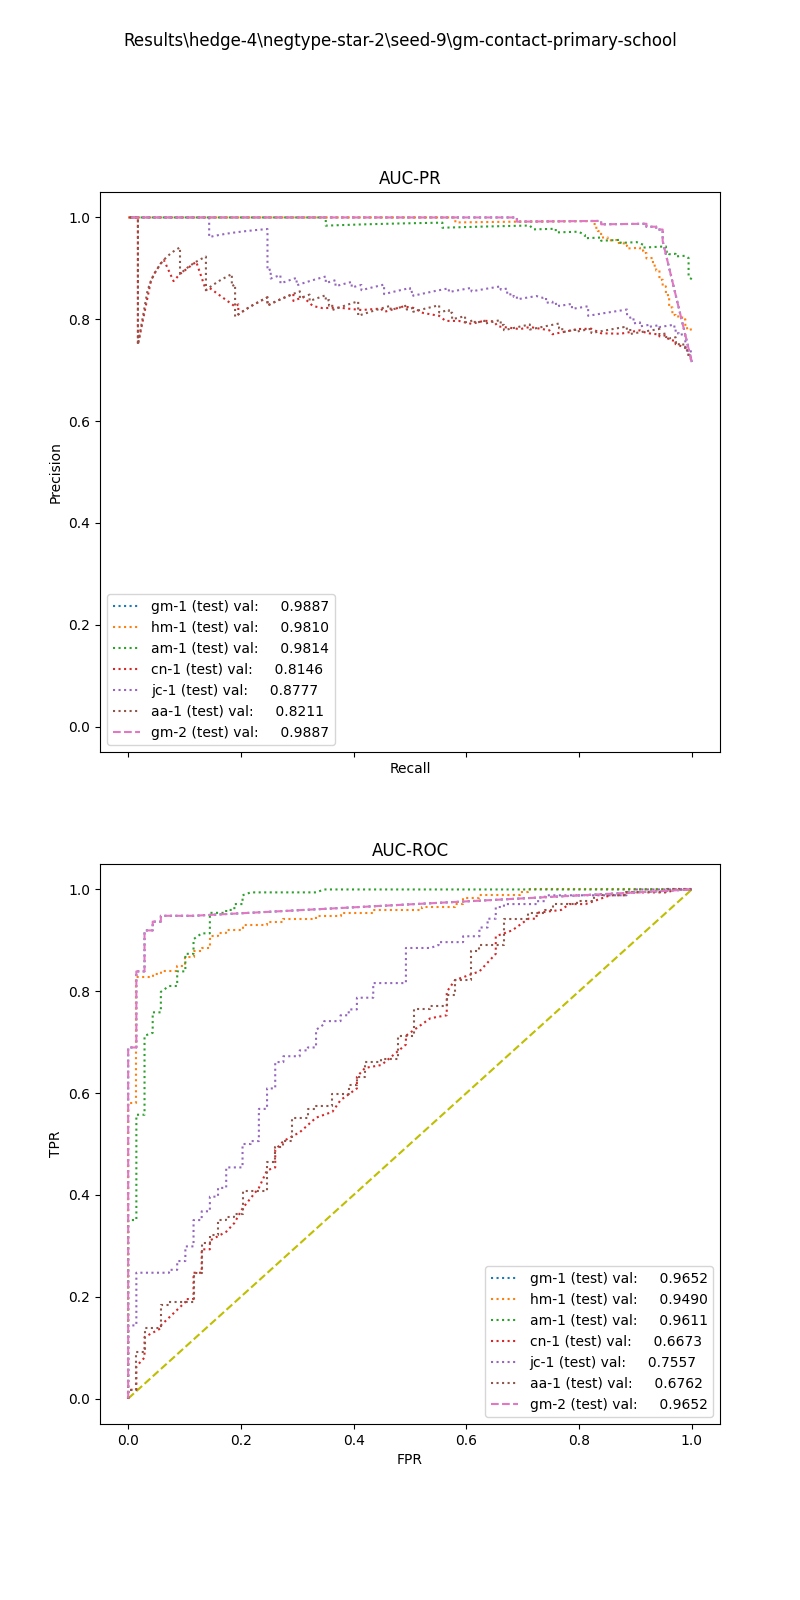 Results\hedge-4\negtype-star-2\seed-9\gm-contact-primary-school
AUC-PR
1.0
0.8
0.6
0.4
0.2
0.0
Precision
gm-1 (test) val: 0.9887
hm-1 (test) val: 0.9810
am-1 (test) val: 0.9814
cn-1 (test) val: 0.8146
jc-1 (test) val: 0.8777
aa-1 (test) val: 0.8211
gm-2 (test) val: 0.9887
Recall
AUC-ROC
1.0
0.8
0.6
0.4
0.2
0.0
TPR
gm-1 (test) val: 0.9652
hm-1 (test) val: 0.9490
am-1 (test) val: 0.9611
cn-1 (test) val: 0.6673
jc-1 (test) val: 0.7557
aa-1 (test) val: 0.6762
gm-2 (test) val: 0.9652
0.0 0.2 0.4 0.6 0.8 1.0
FPR